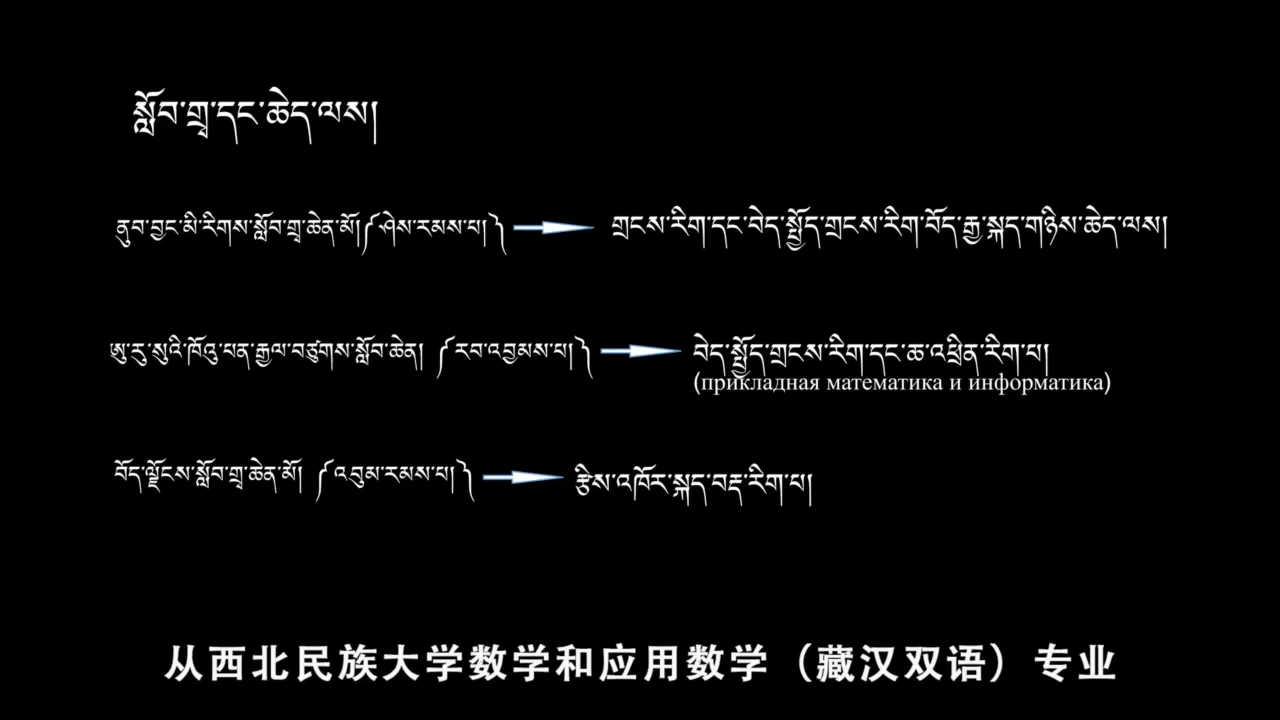 སློབ་གྲྭ་དང་ཆེད་ལས།
ནུབ་བྱང་མི་རིགས་སློབ་གྲྭ་ཆེན་མོ།༼ཤེས་རམས་པ།༽ གྲངས་རིག་དང་བེད་སྤྱོད་གྲངས་རིག་བོད་རྒྱ་སྐད་གཉིས་ཆེད་ལས།
ཨུ་རུ་སུའི་ཁོའུ་པན་རྒྱལ་བཙུགས་སློབ་ཆེན། ༼རབ་འབྱམས་པ།༽ བེད་སྤྱོད་གྲངས་རིག་དང་ཆ་འཕྲིན་རིག་པ།
(прикладная математика и информатика)
བོད་ལྗོངས་སློབ་གྲྭ་ཆེན་མོ། ༼འབུམ་རམས་པ།༽ རྩིས་འཁོར་སྐད་བརྡ་རིག་པ།
从西北民族大学数学和应用数学（藏汉双语）专业